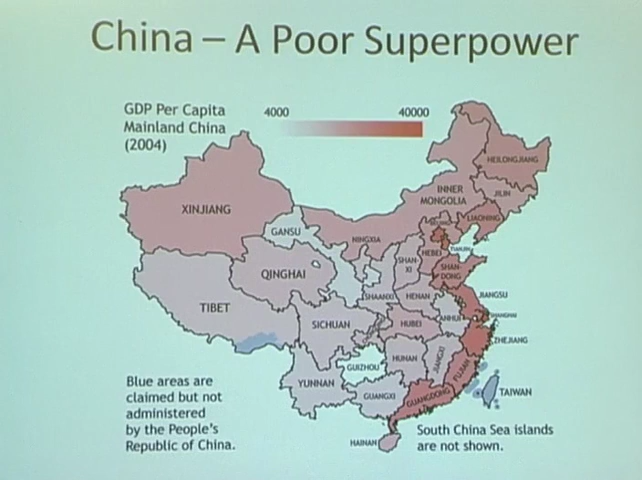 China – A Poor Superpower
GDP Per Capita
Mainland China
(2004)
4000
40000
HEILONGJIANG
INNER
MONGOLIA
JILIN
LIAONING
XINJIANG
GANSU
NINGXIA
BEIJING
TIANJIN
HEBEI
SHAN-
XI
SHAN-
DONG
QINGHAI
SHAANXI
HENAN
JIANGSU
TIBET
SICHUAN
HUBEI
ANHUI
SHANGHAI
ZHEJIANG
GUIZHOU
HUNAN
JIANGXI
FUJIAN
YUNNAN
GUANGXI
GUANGDONG
TAIWAN
HAINAN
Blue areas are
claimed but not
administered
by the People's
Republic of China.
South China Sea islands
are not shown.